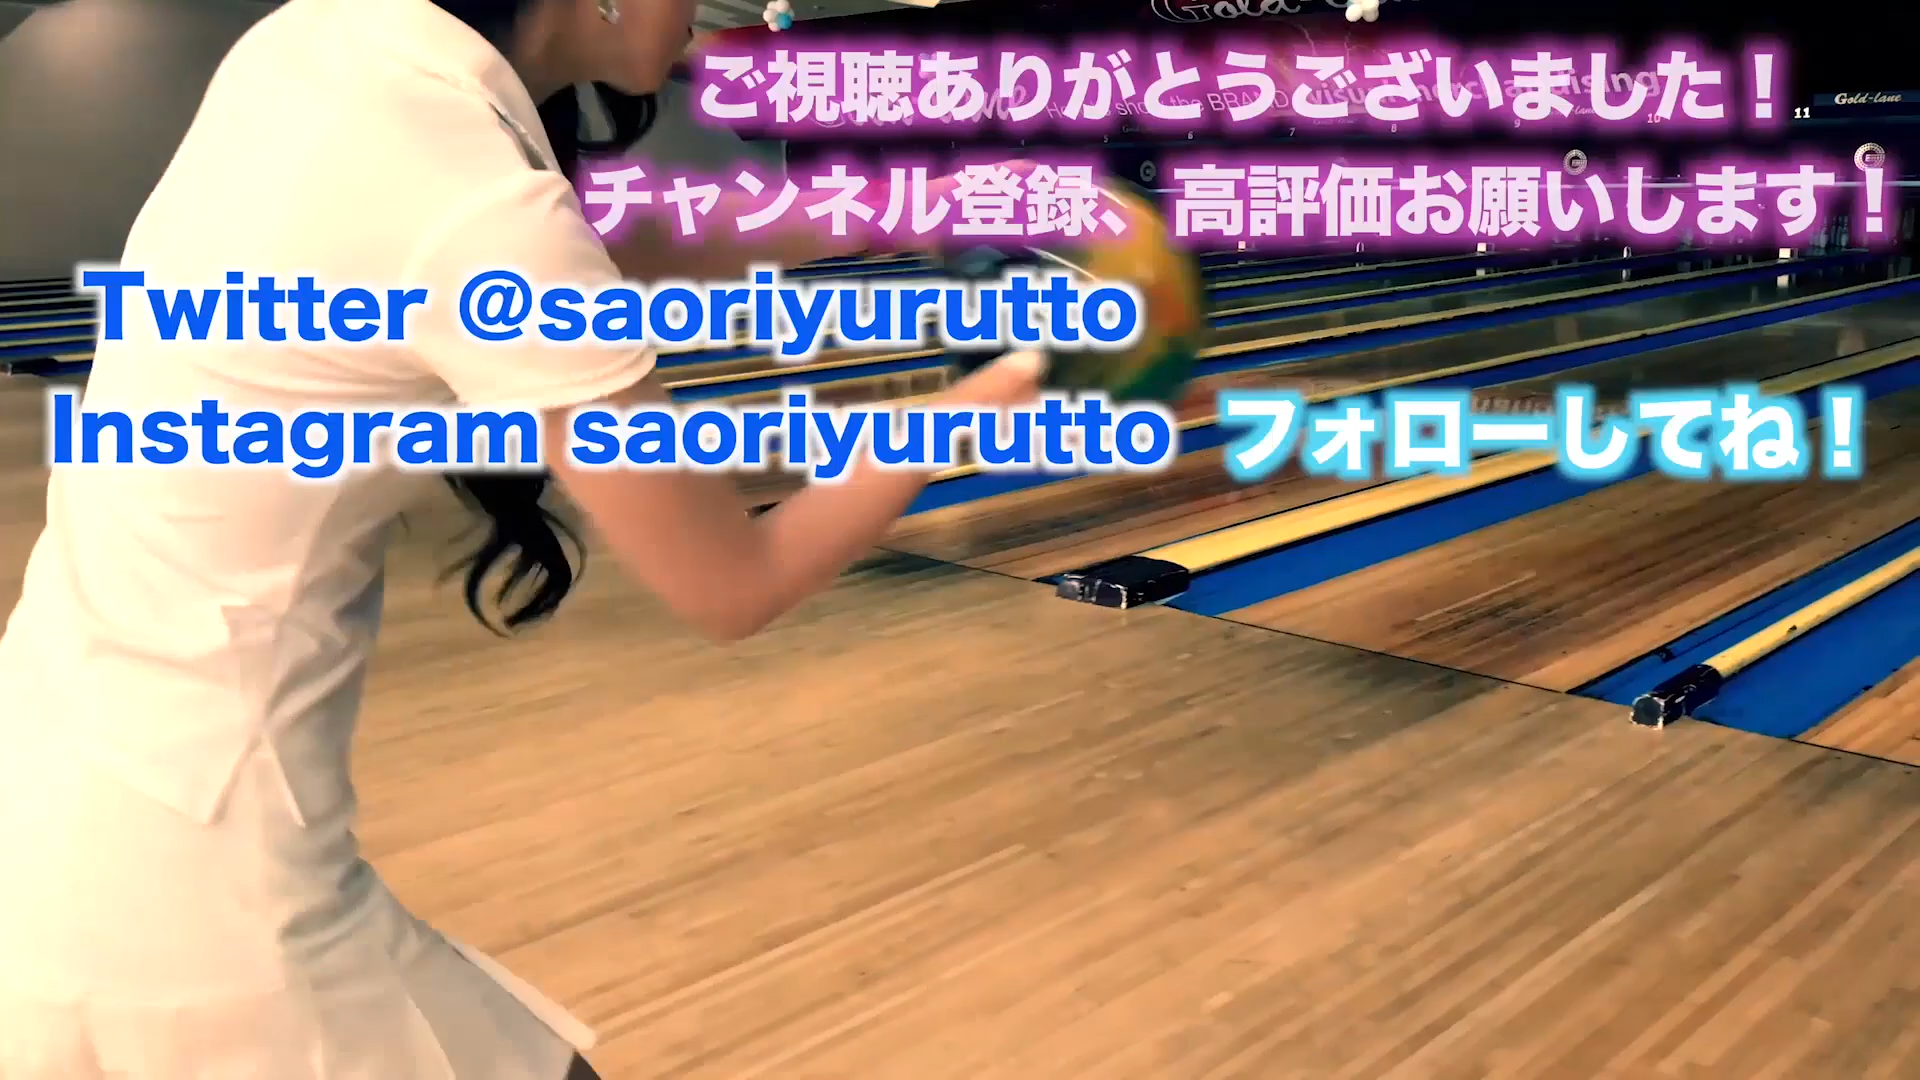 ご視聴ありがとうございました！
チャンネル登録、高評価お願いします！
Twitter @saoriyurutto
Instagram saoriyurutto フォローしてね！
Gold-lane
11